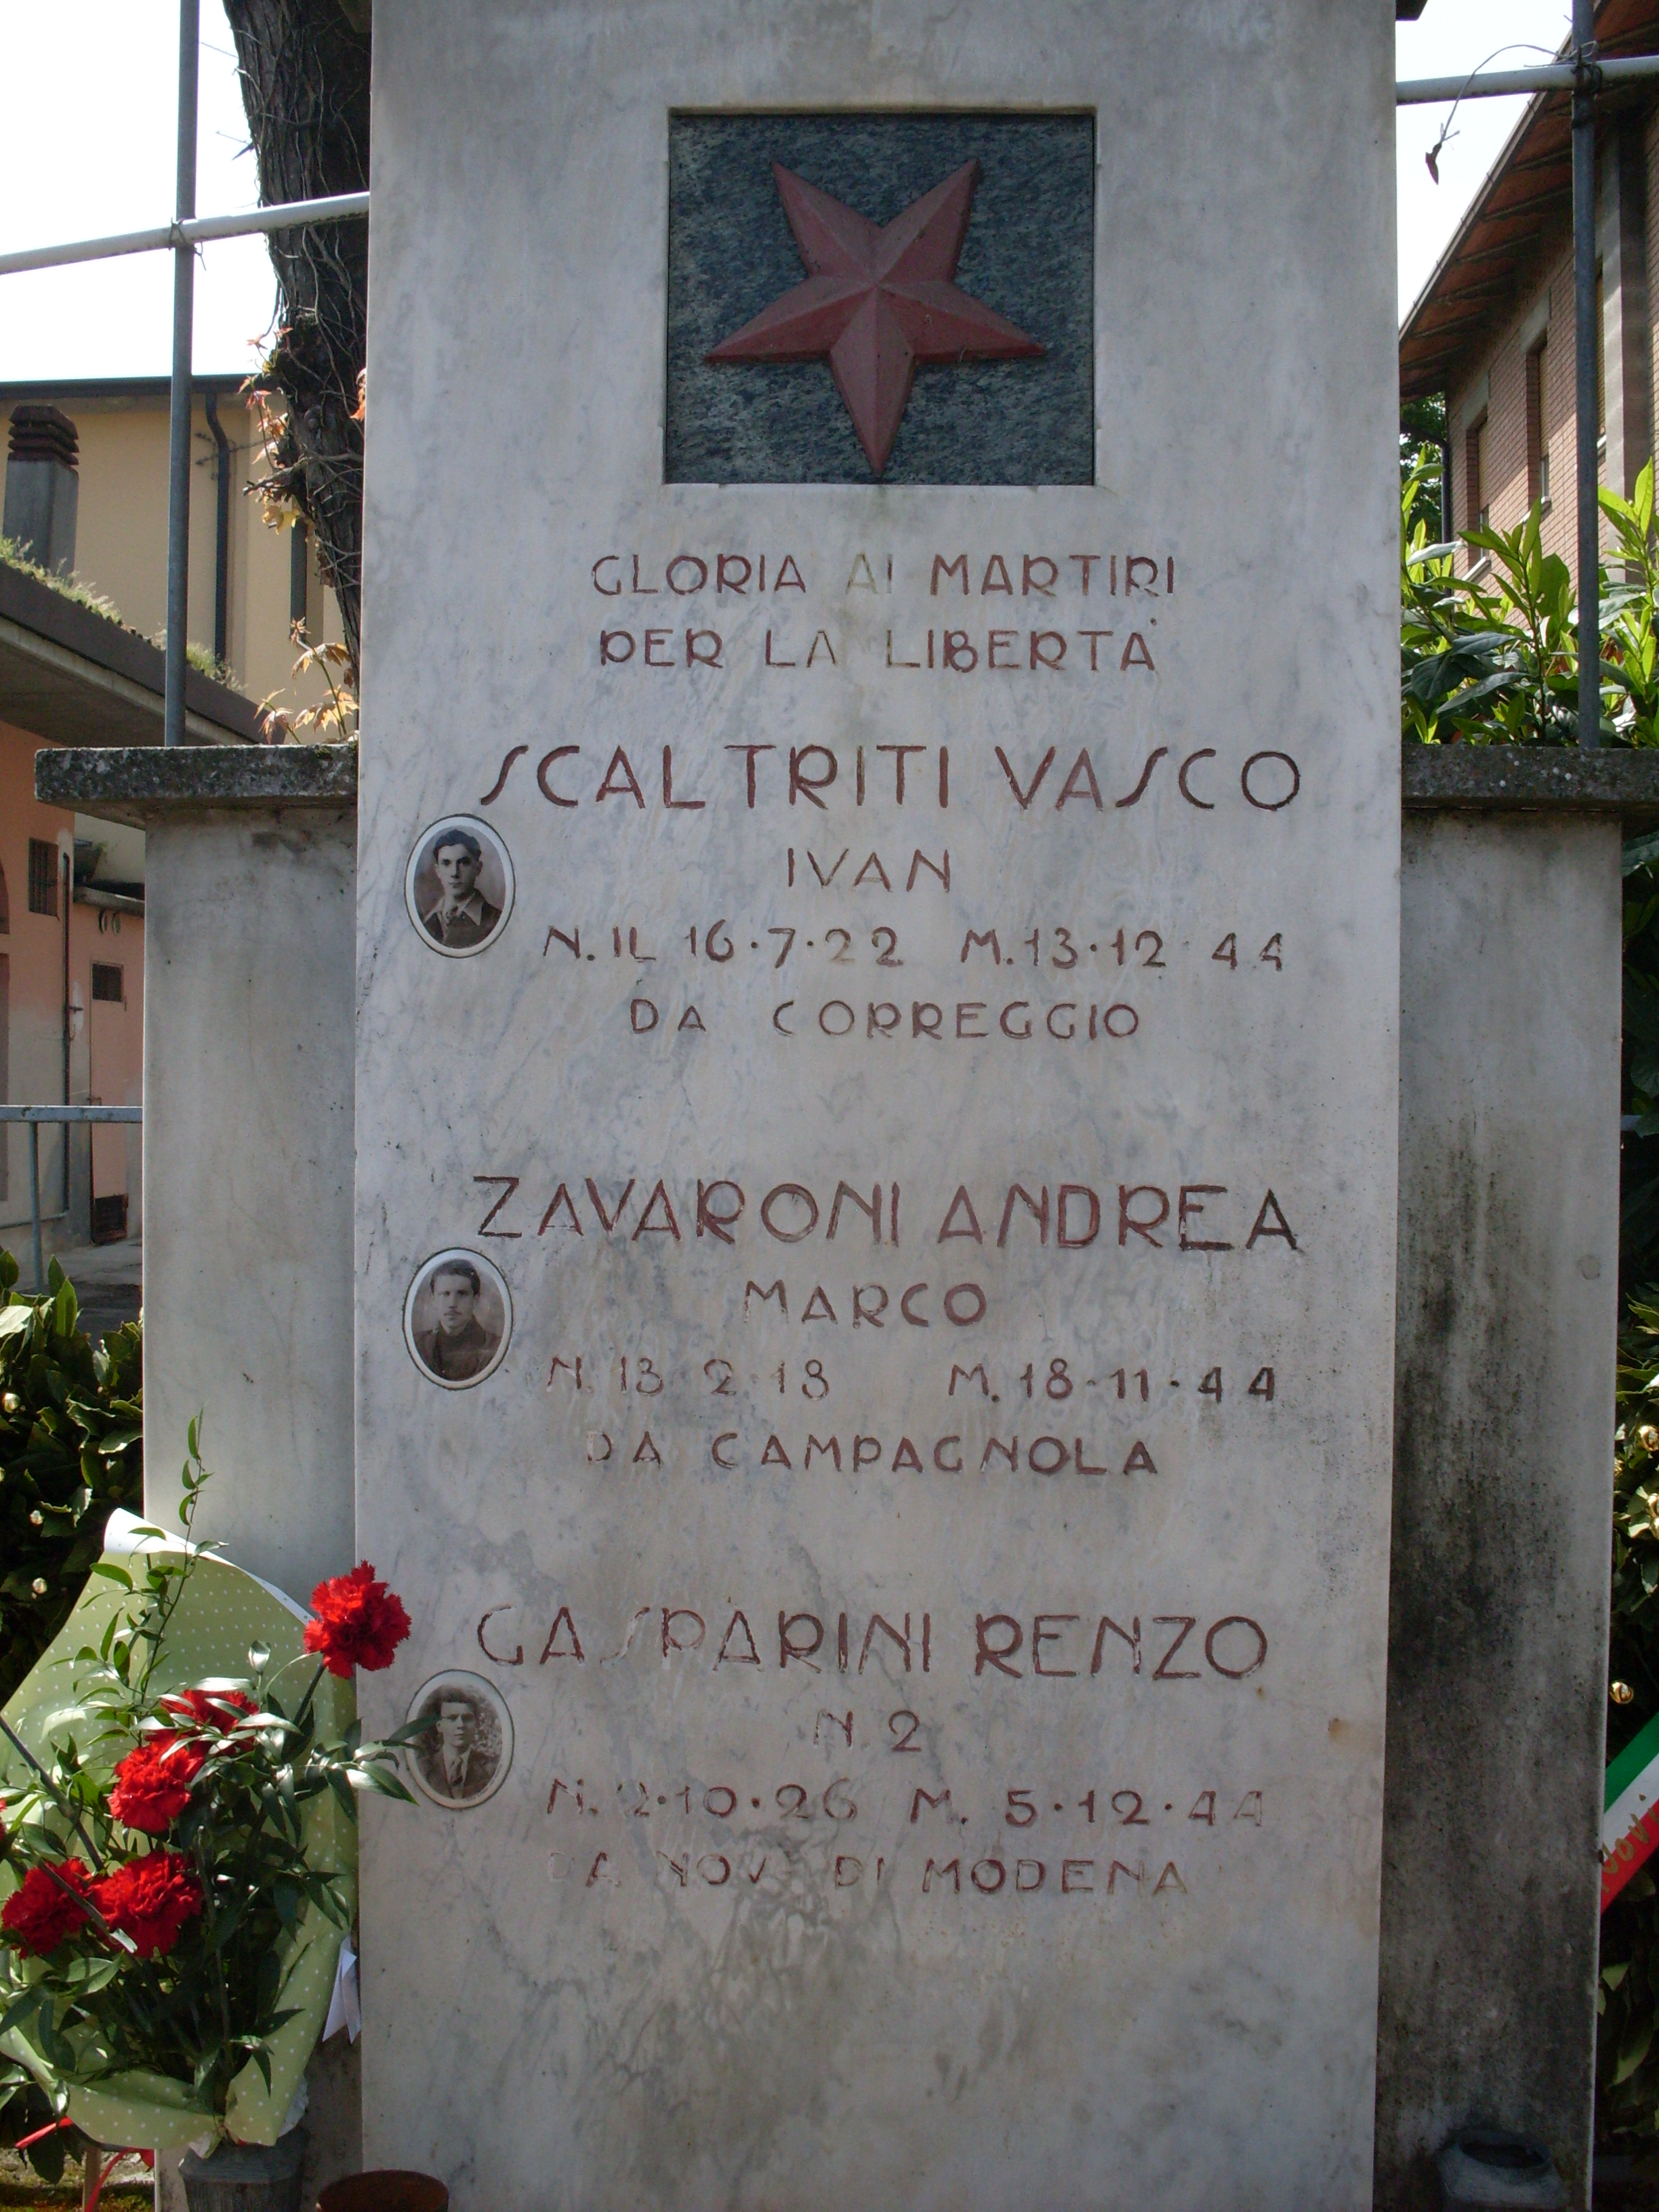 GLORIA AI MARTIRI
PER LA LIBERTA'
SCALTRITI VASCO
IVAN
N. IL 16·7·22 M. 13·12 44
DA CORREGGIO
ZAVARONI ANDREA
MARCO
N. 13 2·18 M. 18·11·44
DA CAMPAGNOLA
GASPARINI RENZO
N 2
N. 2·10·26 M. 5·12·44
DA NOVI DI MODENA